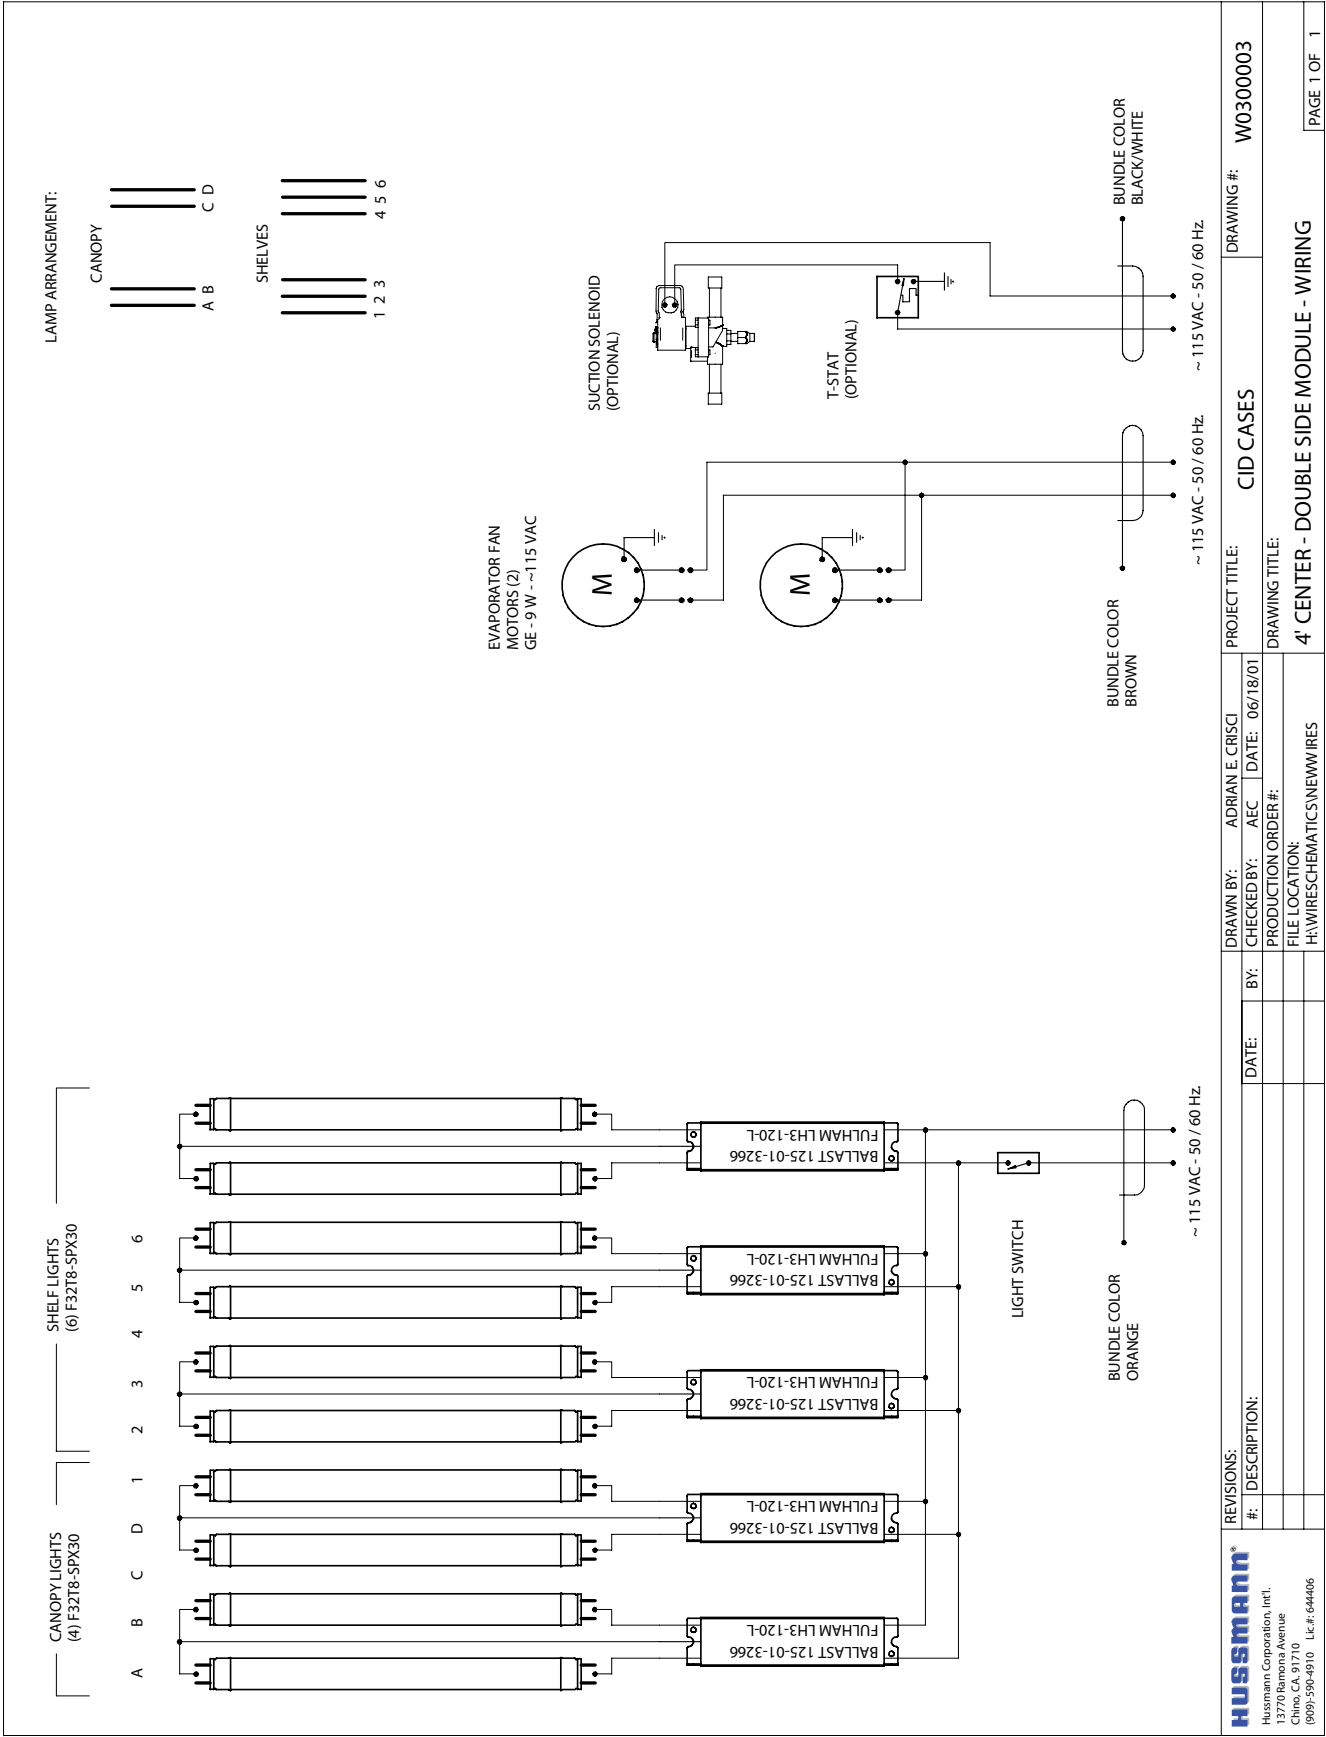 CANOPY LIGHTS
(4) F32T8-SPX30
SHELF LIGHTS
(6) F32T8-SPX30
A B C D 1 2 3 4 5 6
BALLAST 125-01-3266
FULHAM LH3-120-L
BALLAST 125-01-3266
FULHAM LH3-120-L
BALLAST 125-01-3266
FULHAM LH3-120-L
BALLAST 125-01-3266
FULHAM LH3-120-L
BALLAST 125-01-3266
FULHAM LH3-120-L
LIGHT SWITCH
BUNDLE COLOR
ORANGE
~ 115 VAC - 50 / 60 Hz.
EVAPORATOR FAN
MOTORS (2)
GE - 9 W - ~115 VAC
M
M
BUNDLE COLOR
BROWN
~ 115 VAC - 50 / 60 Hz.
LAMP ARRANGEMENT:
CANOPY
A B
C D
SHELVES
1 2 3
4 5 6
SUCTION SOLENOID
(OPTIONAL)
T-STAT
(OPTIONAL)
BUNDLE COLOR
BLACK/WHITE
~ 115 VAC - 50 / 60 Hz.
HUSSMANN®
Hussmann Corporation, Int'l.
13770 Ramona Avenue
Chino, CA. 91710
(909)-590-4910 Lic.#: 644406
REVISIONS:
#: DESCRIPTION: DATE: BY:
DRAWN BY: ADRIAN E. CRISCI
CHECKED BY: AEC DATE: 06/18/01
PRODUCTION ORDER #:
FILE LOCATION:
H:\WIRESCHEMATICS\NEWWIRES
PROJECT TITLE:
CID CASES
DRAWING #:
W0300003
DRAWING TITLE:
4' CENTER - DOUBLE SIDE MODULE - WIRING
PAGE 1 OF 1